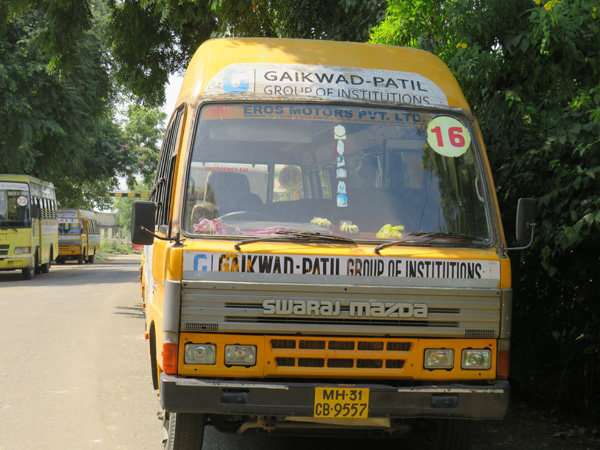 G GAIKWAD-PATIL
GROUP OF INSTITUTIONS
EROS MOTORS PVT. LTD.
16
G GAIKWAD-PATIL GROUP OF INSTITUTIONS
SWARAJ MAZDA
MH-31
CB-9557